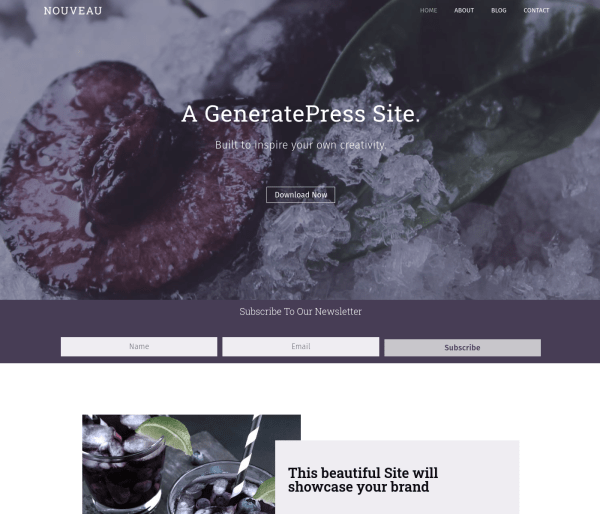 NOUVEAU
HOME ABOUT BLOG CONTACT
A GeneratePress Site.
Built to inspire your own creativity.
Download Now
Subscribe To Our Newsletter
Name Email Subscribe
This beautiful Site will
showcase your brand